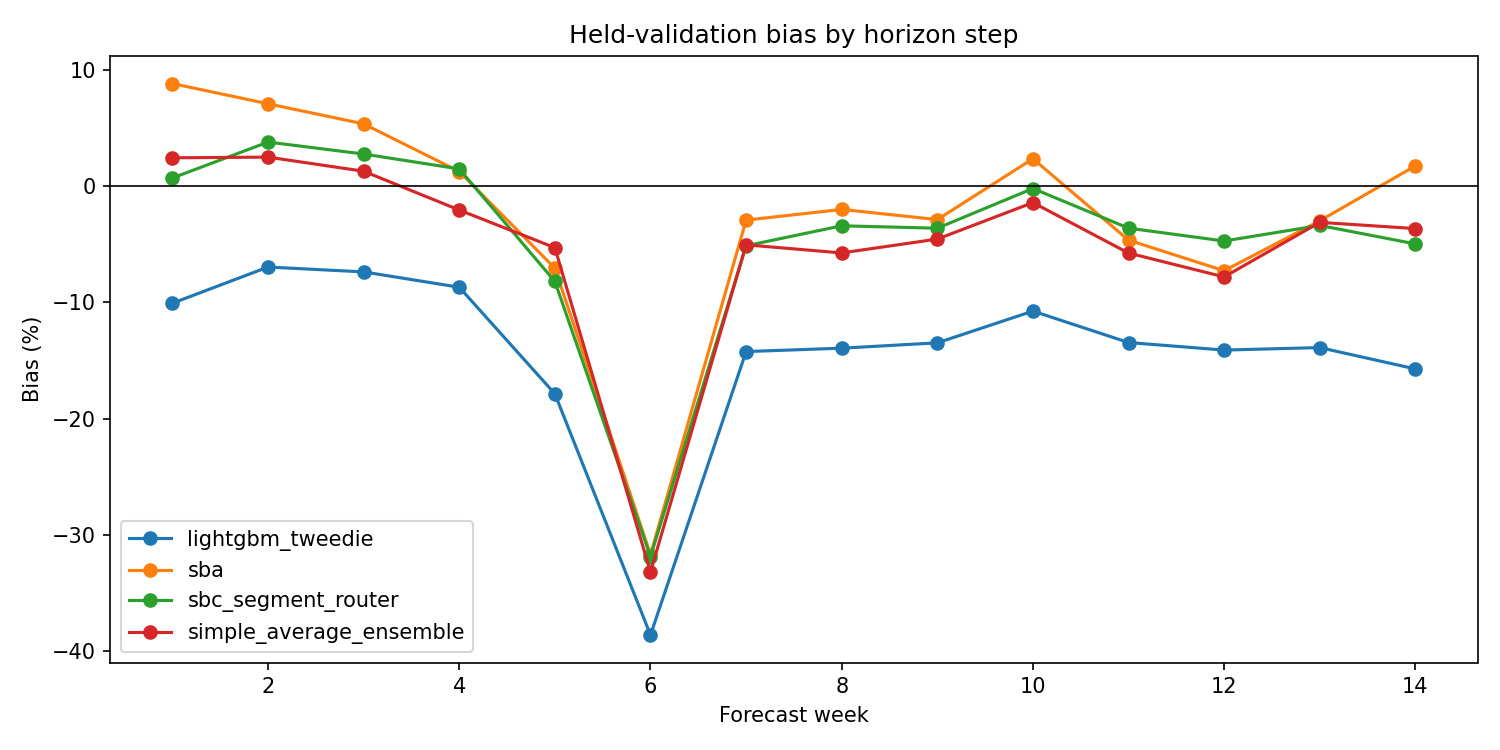 Held-validation bias by horizon step
10
0
−10
−20
−30
−40
Bias (%)
lightgbm_tweedie
sba
sbc_segment_router
simple_average_ensemble
2 4 6 8 10 12 14
Forecast week